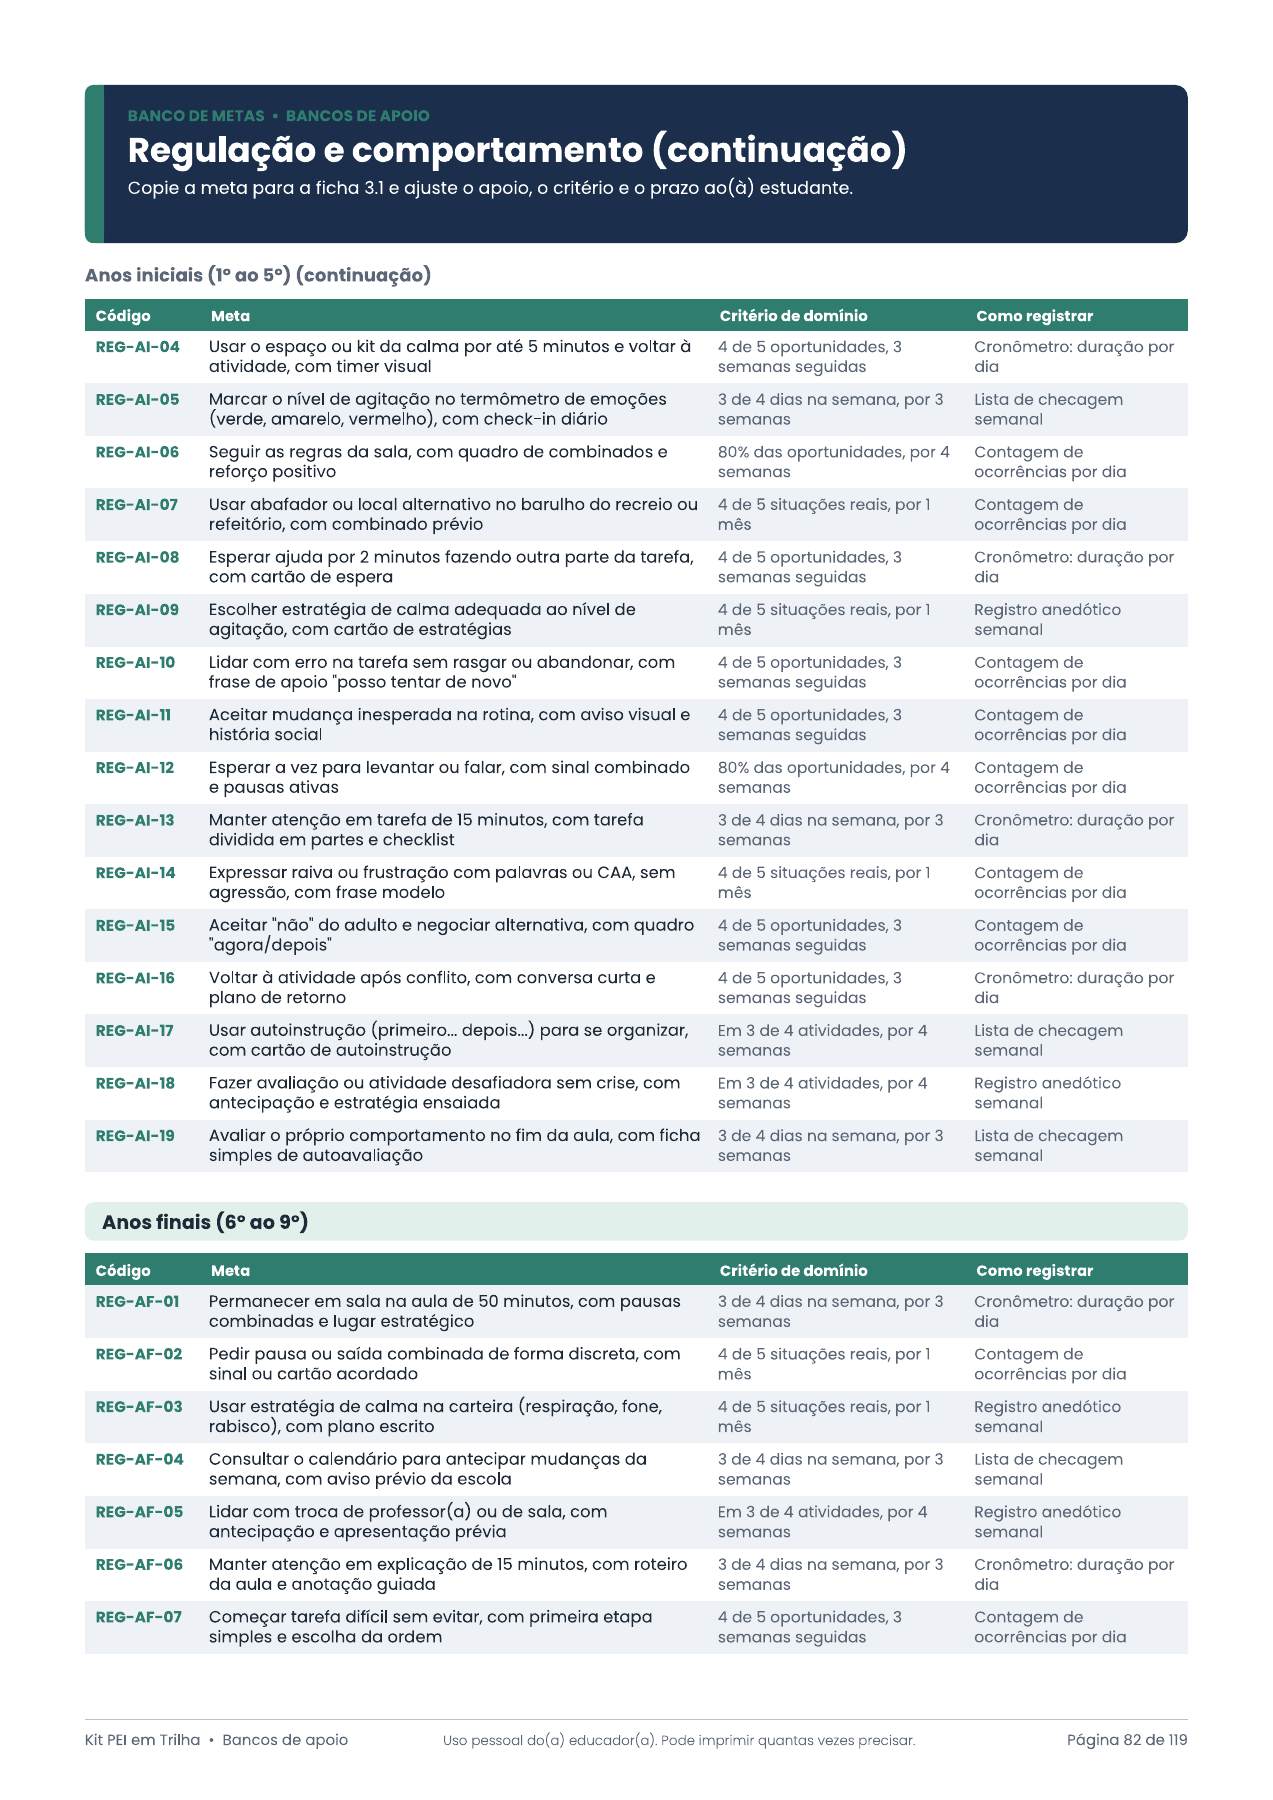 BANCO DE METAS • BANCOS DE APOIO
Regulação e comportamento (continuação)
Copie a meta para a ficha 3.1 e ajuste o apoio, o critério e o prazo ao(à) estudante.
Anos iniciais (1º ao 5º) (continuação)
Código Meta Critério de domínio Como registrar
REG-AI-04 Usar o espaço ou kit da calma por até 5 minutos e voltar à 4 de 5 oportunidades, 3 Cronômetro: duração por
atividade, com timer visual semanas seguidas dia
REG-AI-05 Marcar o nível de agitação no termômetro de emoções 3 de 4 dias na semana, por 3 Lista de checagem
(verde, amarelo, vermelho), com check-in diário semanas semanal
REG-AI-06 Seguir as regras da sala, com quadro de combinados e 80% das oportunidades, por 4 Contagem de
reforço positivo semanas ocorrências por dia
REG-AI-07 Usar abafador ou local alternativo no barulho do recreio ou 4 de 5 situações reais, por 1 Contagem de
refeitório, com combinado prévio mês ocorrências por dia
REG-AI-08 Esperar ajuda por 2 minutos fazendo outra parte da tarefa, 4 de 5 oportunidades, 3 Cronômetro: duração por
com cartão de espera semanas seguidas dia
REG-AI-09 Escolher estratégia de calma adequada ao nível de 4 de 5 situações reais, por 1 Registro anedótico
agitação, com cartão de estratégias mês semanal
REG-AI-10 Lidar com erro na tarefa sem rasgar ou abandonar, com 4 de 5 oportunidades, 3 Contagem de
frase de apoio "posso tentar de novo" semanas seguidas ocorrências por dia
REG-AI-11 Aceitar mudança inesperada na rotina, com aviso visual e 4 de 5 oportunidades, 3 Contagem de
história social semanas seguidas ocorrências por dia
REG-AI-12 Esperar a vez para levantar ou falar, com sinal combinado 80% das oportunidades, por 4 Contagem de
e pausas ativas semanas ocorrências por dia
REG-AI-13 Manter atenção em tarefa de 15 minutos, com tarefa 3 de 4 dias na semana, por 3 Cronômetro: duração por
dividida em partes e checklist semanas dia
REG-AI-14 Expressar raiva ou frustração com palavras ou CAA, sem 4 de 5 situações reais, por 1 Contagem de
agressão, com frase modelo mês ocorrências por dia
REG-AI-15 Aceitar "não" do adulto e negociar alternativa, com quadro 4 de 5 oportunidades, 3 Contagem de
"agora/depois" semanas seguidas ocorrências por dia
REG-AI-16 Voltar à atividade após conflito, com conversa curta e 4 de 5 oportunidades, 3 Cronômetro: duração por
plano de retorno semanas seguidas dia
REG-AI-17 Usar autoinstrução (primeiro... depois...) para se organizar, Em 3 de 4 atividades, por 4 Lista de checagem
com cartão de autoinstrução semanas semanal
REG-AI-18 Fazer avaliação ou atividade desafiadora sem crise, com Em 3 de 4 atividades, por 4 Registro anedótico
antecipação e estratégia ensaiada semanas semanal
REG-AI-19 Avaliar o próprio comportamento no fim da aula, com ficha 3 de 4 dias na semana, por 3 Lista de checagem
simples de autoavaliação semanas semanal
Anos finais (6º ao 9º)
Código Meta Critério de domínio Como registrar
REG-AF-01 Permanecer em sala na aula de 50 minutos, com pausas 3 de 4 dias na semana, por 3 Cronômetro: duração por
combinadas e lugar estratégico semanas dia
REG-AF-02 Pedir pausa ou saída combinada de forma discreta, com 4 de 5 situações reais, por 1 Contagem de
sinal ou cartão acordado mês ocorrências por dia
REG-AF-03 Usar estratégia de calma na carteira (respiração, fone, 4 de 5 situações reais, por 1 Registro anedótico
rabisco), com plano escrito mês semanal
REG-AF-04 Consultar o calendário para antecipar mudanças da 3 de 4 dias na semana, por 3 Lista de checagem
semana, com aviso prévio da escola semanas semanal
REG-AF-05 Lidar com troca de professor(a) ou de sala, com Em 3 de 4 atividades, por 4 Registro anedótico
antecipação e apresentação prévia semanas semanal
REG-AF-06 Manter atenção em explicação de 15 minutos, com roteiro 3 de 4 dias na semana, por 3 Cronômetro: duração por
da aula e anotação guiada semanas dia
REG-AF-07 Começar tarefa difícil sem evitar, com primeira etapa 4 de 5 oportunidades, 3 Contagem de
simples e escolha da ordem semanas seguidas ocorrências por dia
Kit PEI em Trilha • Bancos de apoio Uso pessoal do(a) educador(a). Pode imprimir quantas vezes precisar. Página 82 de 119